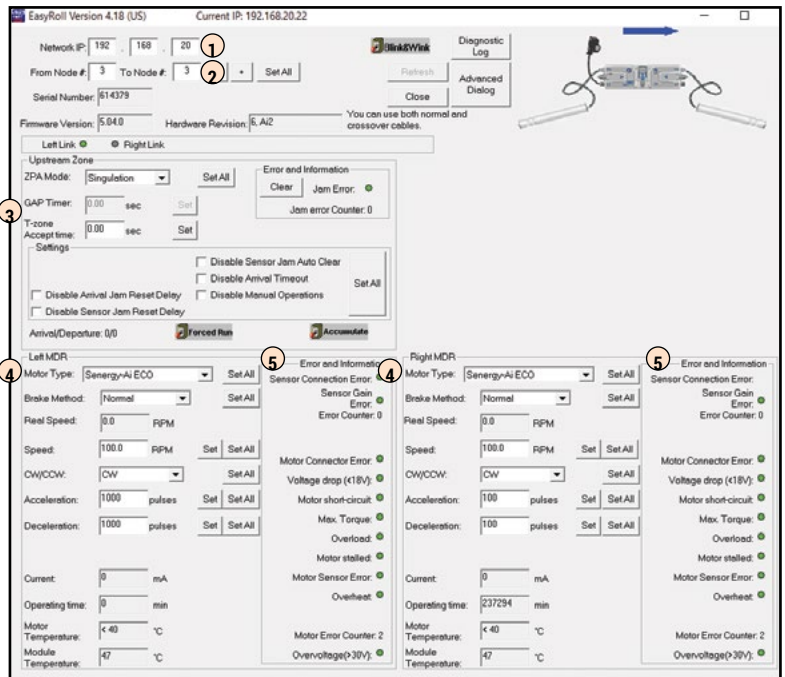 EasyRoll Version 4.18 (US) Current IP: 192.168.20.22
Network IP: 192 . 168 . 20 1
Blink&Wink Diagnostic Log
From Node #: 3 To Node #: 3 2 + Set All
Refresh Advanced Dialog
Serial Number: 614379
Close
Firmware Version: 5.04.0 Hardware Revision: 6, Ai2
You can use both normal and crossover cables.
Left Link Right Link
Upstream Zone
ZPA Mode: Singulation Set All
Error and Information
Clear Jam Error:
Jam error Counter: 0
3
GAP Timer: 0.00 sec Set
T-zone Accept time: 0.00 sec Set
Settings
Disable Sensor Jam Auto Clear
Disable Arrival Timeout
Disable Arrival Jam Reset Delay Disable Manual Operations
Disable Sensor Jam Reset Delay
Set All
Arrival/Departure: 0/0 Forced Run Accumulate
Left MDR
4
Motor Type: Senergy-Ai ECO Set All
Brake Method: Normal Set All
Real Speed: 0.0 RPM
Speed: 100.0 RPM Set Set All
CW/CCW: CW Set All
Acceleration: 1000 pulses Set Set All
Deceleration: 1000 pulses Set Set All
Current: 0 mA
Operating time: 0 min
Motor Temperature: < 40 °C
Module Temperature: 47 °C
5
Error and Informatio
Sensor Connection Error:
Sensor Gain Error:
Error Counter: 0
Motor Connector Error:
Voltage drop (<18V):
Motor short-circuit:
Max. Torque:
Overload:
Motor stalled:
Motor Sensor Error:
Overheat:
Motor Error Counter: 2
Overvoltage(>30V):
Right MDR
4
Motor Type: Senergy-Ai ECO Set All
Brake Method: Normal Set All
Real Speed: 0.0 RPM
Speed: 100.0 RPM Set Set All
CW/CCW: CW Set All
Acceleration: 100 pulses Set Set All
Deceleration: 100 pulses Set Set All
Current: 0 mA
Operating time: 237294 min
Motor Temperature: < 40 °C
Module Temperature: 47 °C
5
Error and Information
Sensor Connection Error:
Sensor Gain Error:
Error Counter: 0
Motor Connector Error:
Voltage drop (<18V):
Motor short-circuit:
Max. Torque:
Overload:
Motor stalled:
Motor Sensor Error:
Overheat:
Motor Error Counter: 2
Overvoltage(>30V):